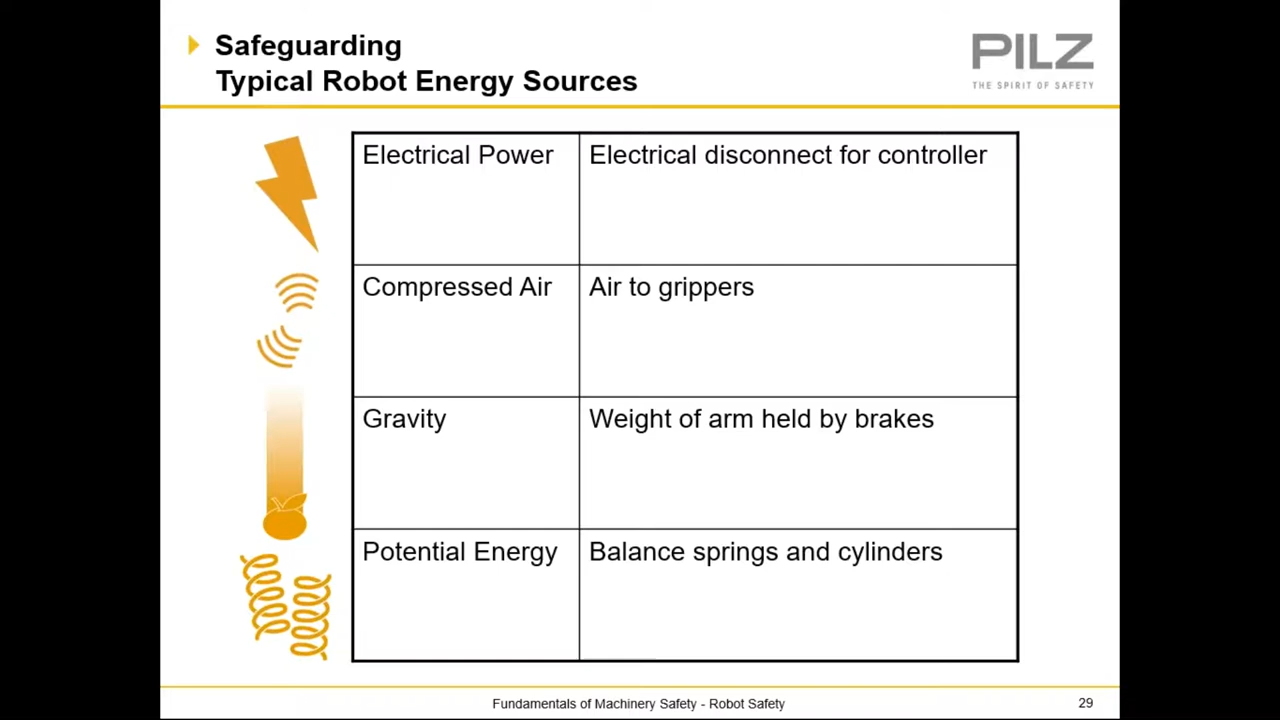 Safeguarding
Typical Robot Energy Sources
PILZ
THE SPIRIT OF SAFETY
Electrical Power
Electrical disconnect for controller
Compressed Air
Air to grippers
Gravity
Weight of arm held by brakes
Potential Energy
Balance springs and cylinders
Fundamentals of Machinery Safety - Robot Safety
29